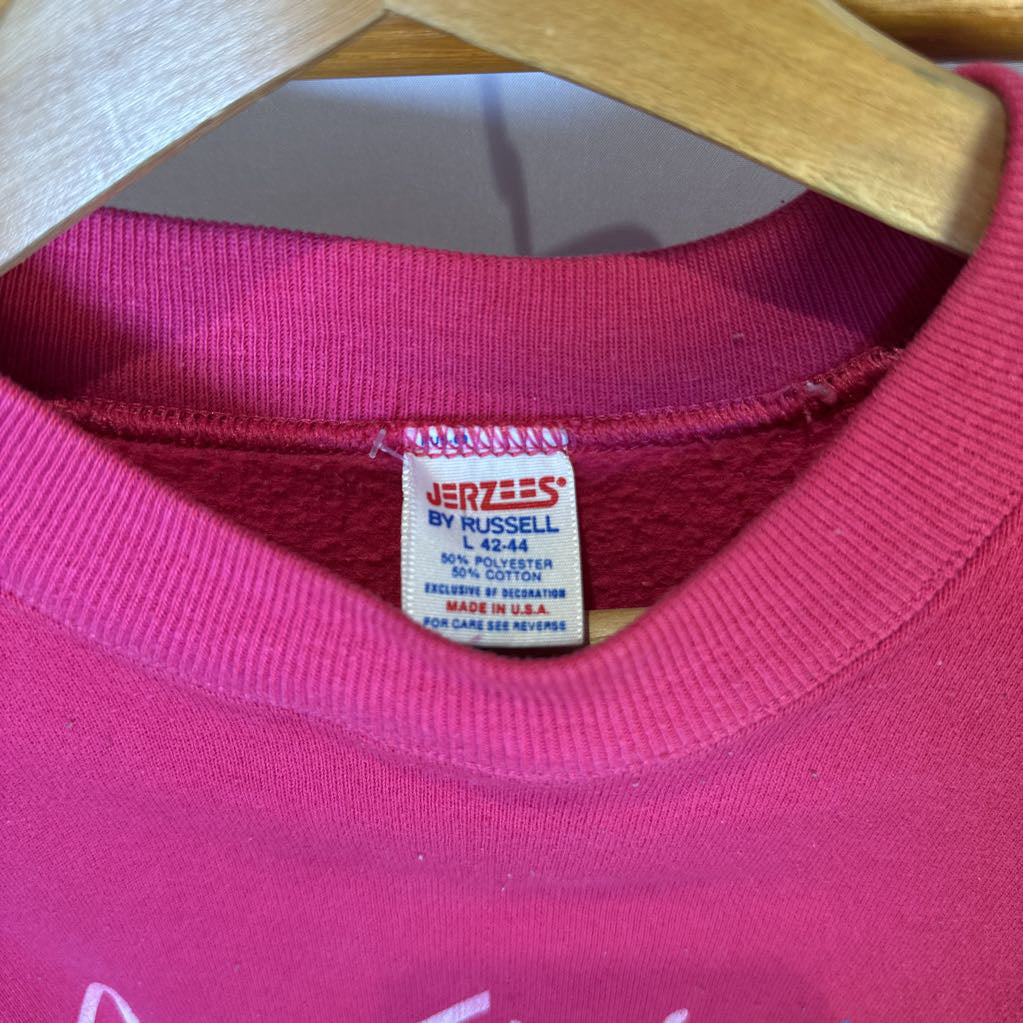 JERZEES
BY RUSSELL
L 42-44
50% POLYESTER
50% COTTON
EXCLUSIVE OF DECORATION
MADE IN U.S.A.
FOR CARE SEE REVERSE